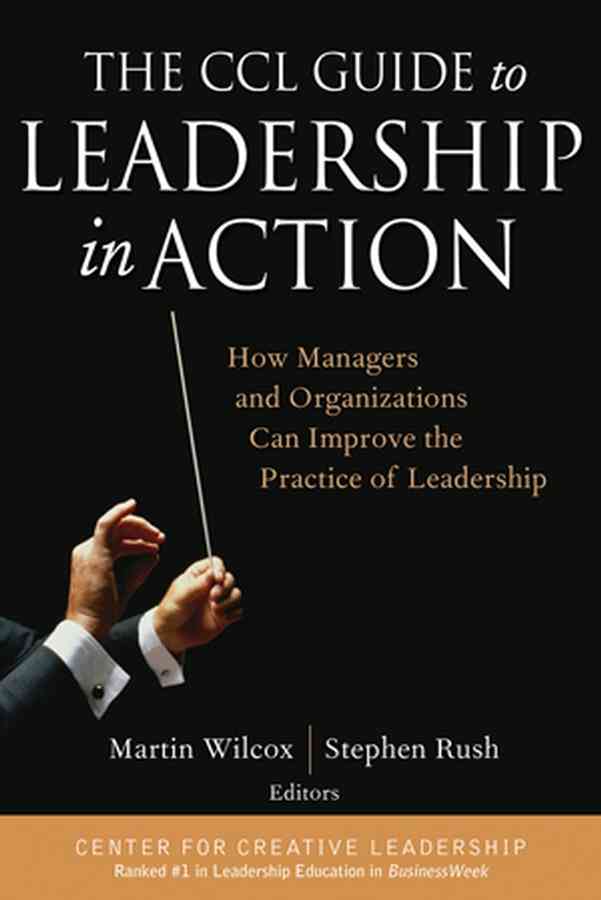 THE CCL GUIDE to
LEADERSHIP
in ACTION
How Managers
and Organizations
Can Improve the
Practice of Leadership
Martin Wilcox | Stephen Rush
Editors
CENTER FOR CREATIVE LEADERSHIP
Ranked #1 in Leadership Education in BusinessWeek